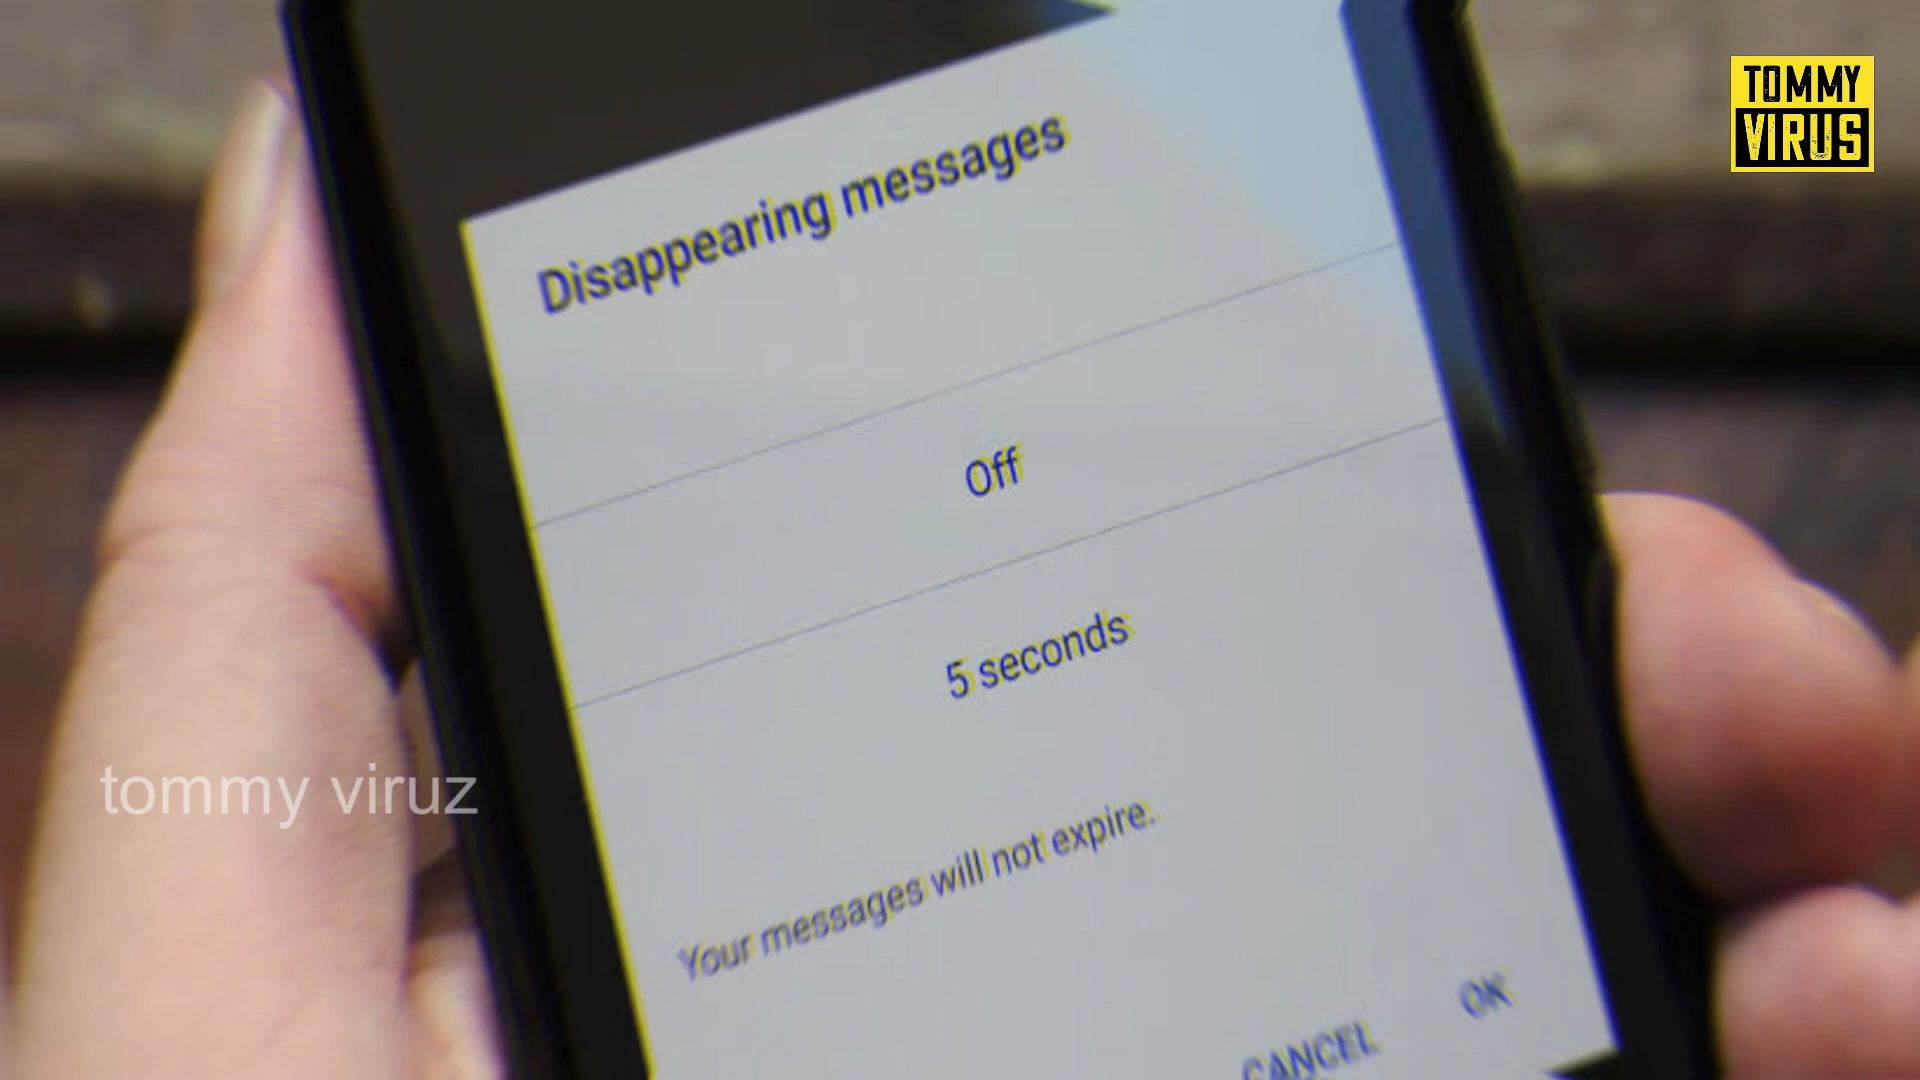 TOMMY
VIRUS
Disappearing messages
Off
5 seconds
Your messages will not expire.
CANCEL
OK
tommy viruz